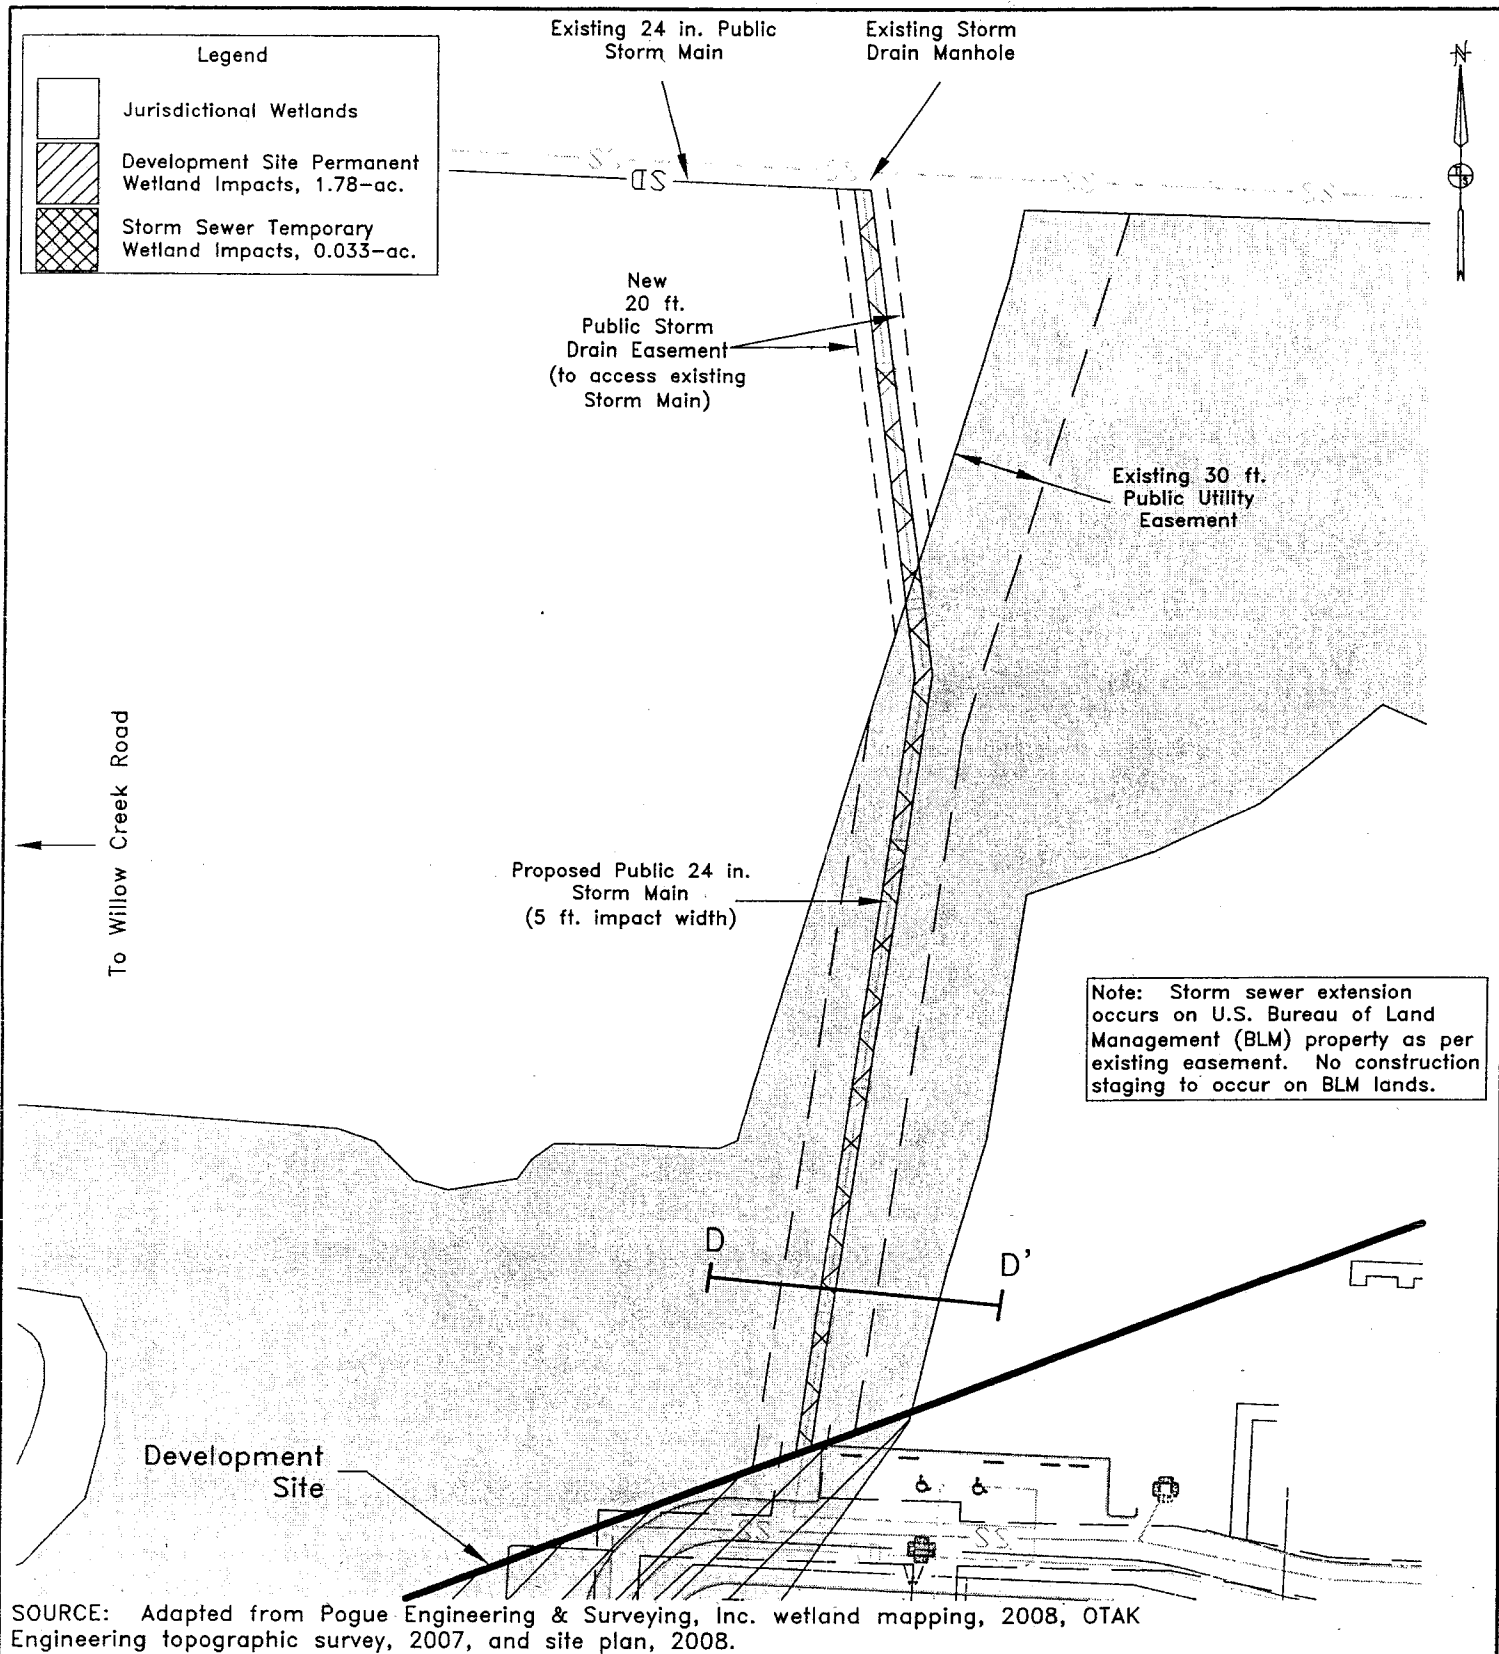 Existing 24 in. Public
Storm Main
Existing Storm
Drain Manhole
N
Legend
Jurisdictional Wetlands
Development Site Permanent
Wetland Impacts, 1.78-ac.
Storm Sewer Temporary
Wetland Impacts, 0.033-ac.
SS
SS
SS
SD
New
20 ft.
Public Storm
Drain Easement
(to access existing
Storm Main)
Existing 30 ft.
Public Utility
Easement
To Willow Creek Road
Proposed Public 24 in.
Storm Main
(5 ft. impact width)
Note: Storm sewer extension
occurs on U.S. Bureau of Land
Management (BLM) property as per
existing easement. No construction
staging to occur on BLM lands.
D
D'
Development
Site
SS
SS
SOURCE: Adapted from Pogue Engineering & Surveying, Inc. wetland mapping, 2008, OTAK
Engineering topographic survey, 2007, and site plan, 2008.